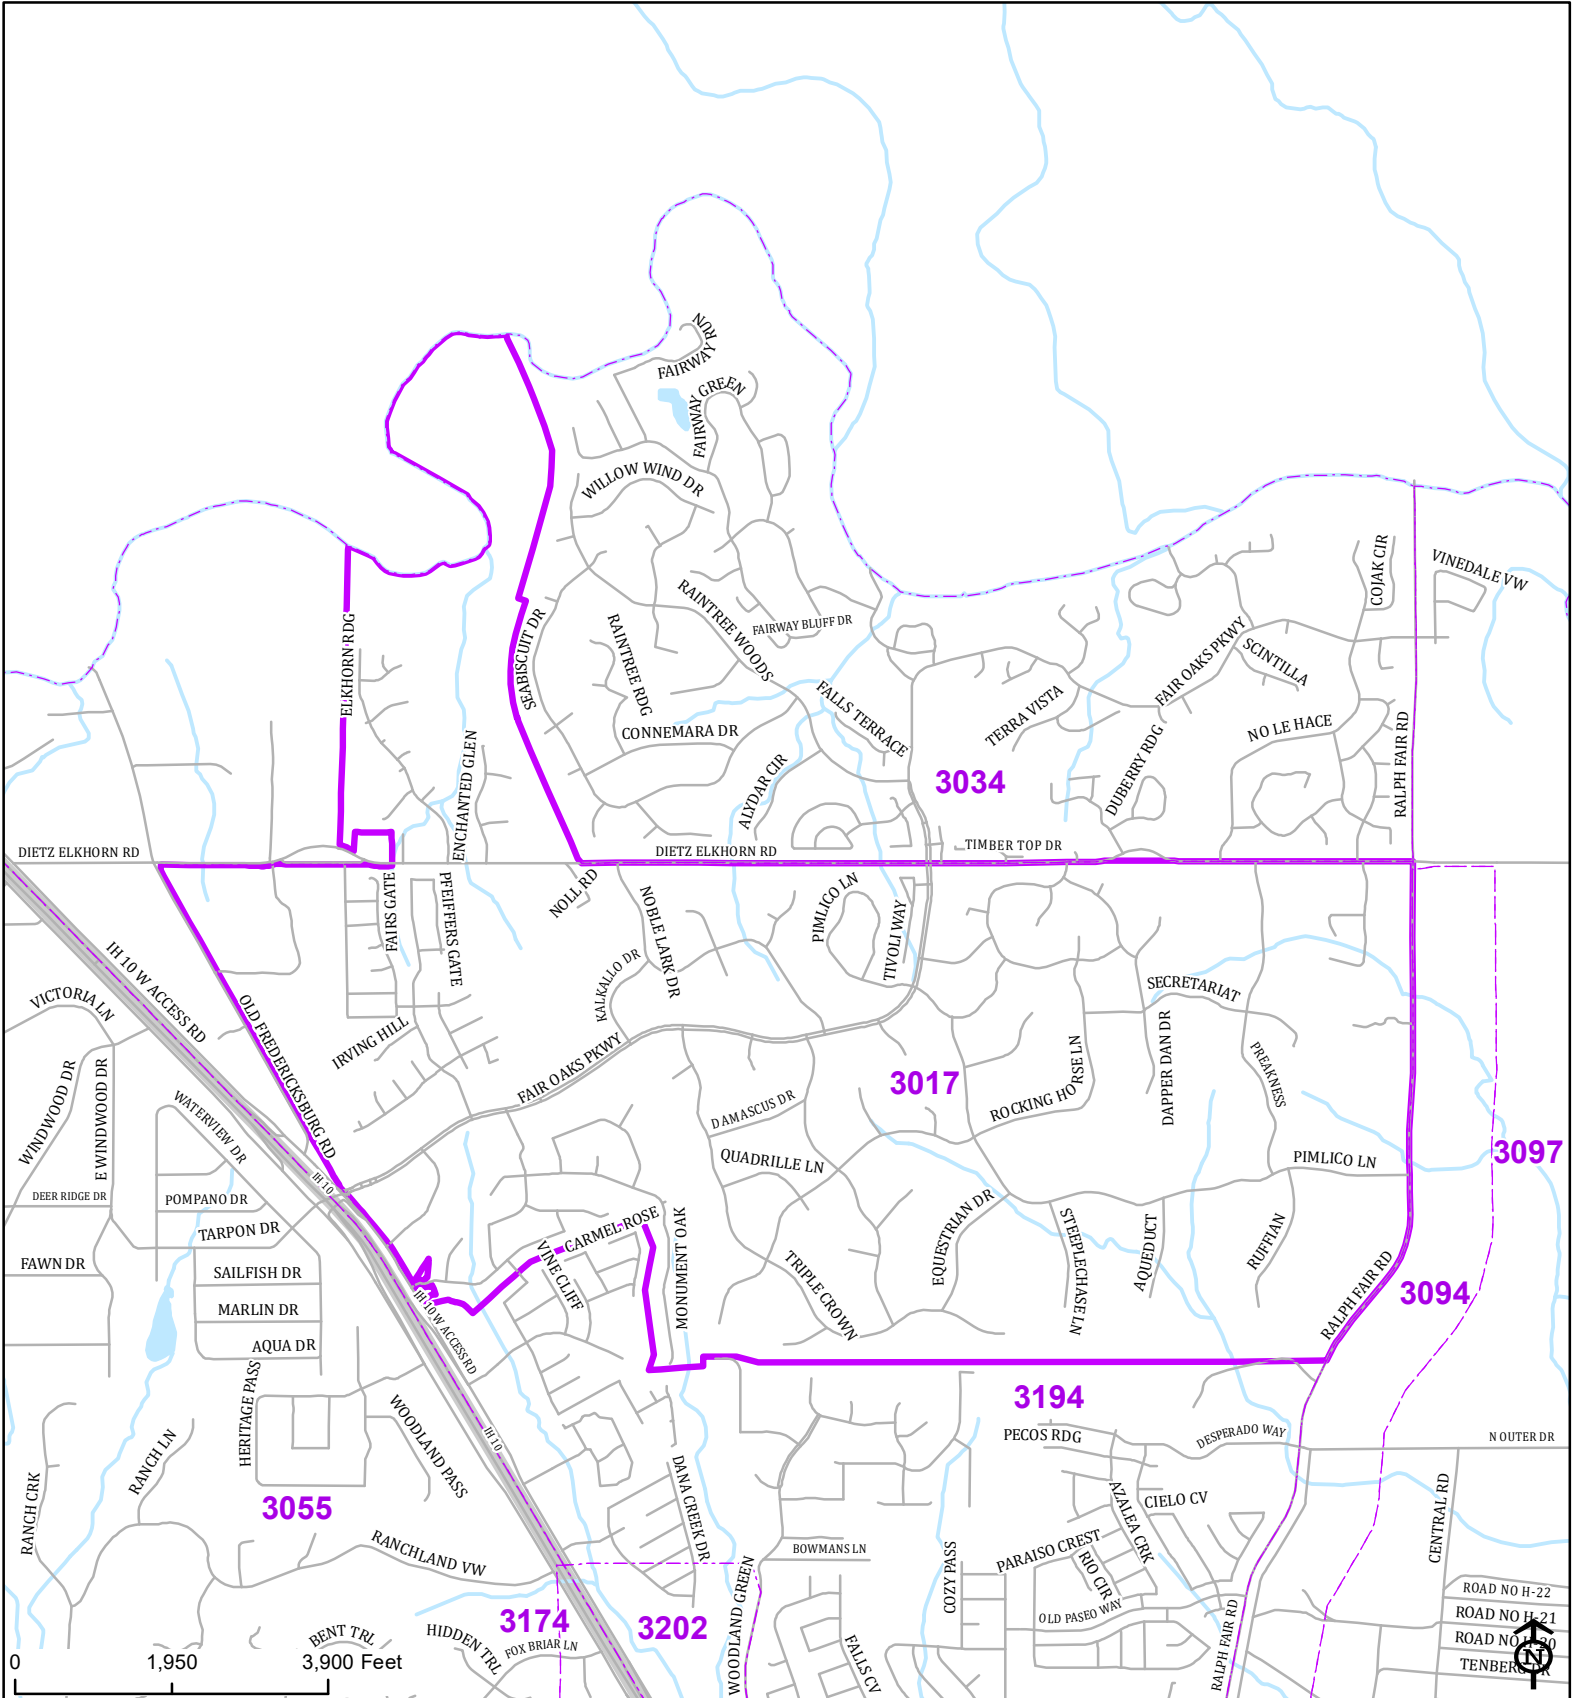 FAIRWAY RUN
FAIRWAY GREEN
WILLOW WIND DR
COJAK CIR
VINEDALE VW
RAINTREE WOODS
FAIRWAY BLUFF DR
ELKHORN RDG
SEABISCUIT DR
RAINTREE RDG
FAIR OAKS PKWY
SCINTILLA
FALLS TERRACE
TERRA VISTA
CONNEMARA DR
NO LE HACE
RALPH FAIR RD
ENCHANTED GLEN
ALYDAR CIR
3034
DUBERRY RDG
DIETZ ELKHORN RD
DIETZ ELKHORN RD
TIMBER TOP DR
FAIRS GATE
PFEIFFERS GATE
NOLL RD
NOBLE LARK DR
PIMLICO LN
TIVOLI WAY
IH 10 W ACCESS RD
KALKALLO DR
SECRETARIAT
VICTORIA LN
OLD FREDERICKSBURG RD
IRVING HILL
FAIR OAKS PKWY
3017
ROCKING HORSE LN
DAPPER DAN DR
PREAKNESS
WINDWOOD DR
E WINDWOOD DR
WATERVIEW DR
DAMASCUS DR
QUADRILLE LN
PIMLICO LN
3097
DEER RIDGE DR
POMPANO DR
IH 10
TARPON DR
CARMEL ROSE
MONUMENT OAK
EQUESTRIAN DR
STEEPLECHASE LN
AQUEDUCT
RUFFIAN
FAWN DR
SAILFISH DR
VINE CLIFF
TRIPLE CROWN
RALPH FAIR RD
3094
MARLIN DR
IH 10 W ACCESS RD
AQUA DR
HERITAGE PASS
WOODLAND PASS
3194
PECOS RDG
DESPERADO WAY
N OUTER DR
IH 10
RANCH LN
RANCH CRK
3055
DANA CREEK DR
AZALEA CRK
CIELO CV
CENTRAL RD
RANCHLAND VW
BOWMANS LN
COZY PASS
PARAISO CREST
RIO CIR
OLD PASEO WAY
WOODLAND GREEN
ROAD NO H-22
3174
3202
ROAD NO H-21
BENT TRL
HIDDEN TRL
FOX BRIAR LN
FALLS CV
RALPH FAIR RD
ROAD NO H-20
0 1,950 3,900 Feet
TENBERG DR
N